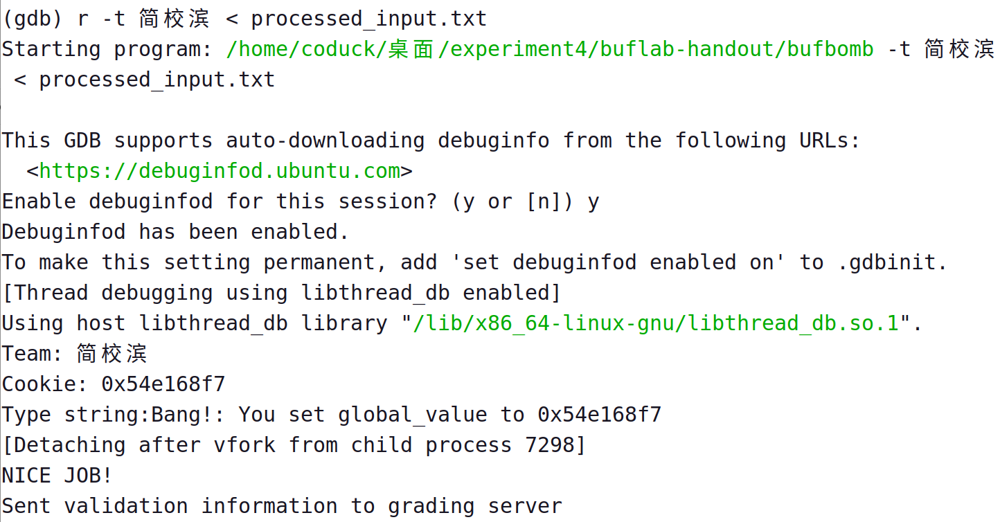 (gdb) r -t 简校滨 < processed_input.txt
Starting program: /home/coduck/桌面/experiment4/buflab-handout/bufbomb -t 简校滨
 < processed_input.txt
This GDB supports auto-downloading debuginfo from the following URLs:
  <https://debuginfod.ubuntu.com>
Enable debuginfod for this session? (y or [n]) y
Debuginfod has been enabled.
To make this setting permanent, add 'set debuginfod enabled on' to .gdbinit.
[Thread debugging using libthread_db enabled]
Using host libthread_db library "/lib/x86_64-linux-gnu/libthread_db.so.1".
Team: 简校滨
Cookie: 0x54e168f7
Type string:Bang!: You set global_value to 0x54e168f7
[Detaching after vfork from child process 7298]
NICE JOB!
Sent validation information to grading server